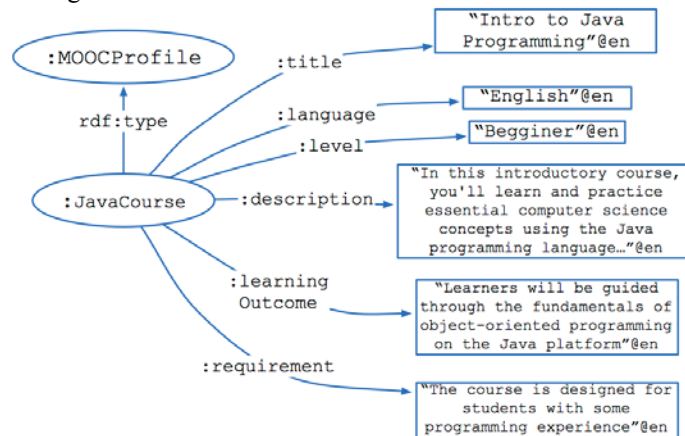 “Intro to Java
Programming”@en
:MOOCProfile
:title
“English”@en
:language
rdf:type
“Begginer”@en
:level
“In this introductory course,
you'll learn and practice
essential computer science
concepts using the Java
programming language…”@en
:JavaCourse
:description
:learning
Outcome
“Learners will be guided
through the fundamentals of
object-oriented programming
on the Java platform”@en
:requirement
“The course is designed for
students with some
programming experience”@en